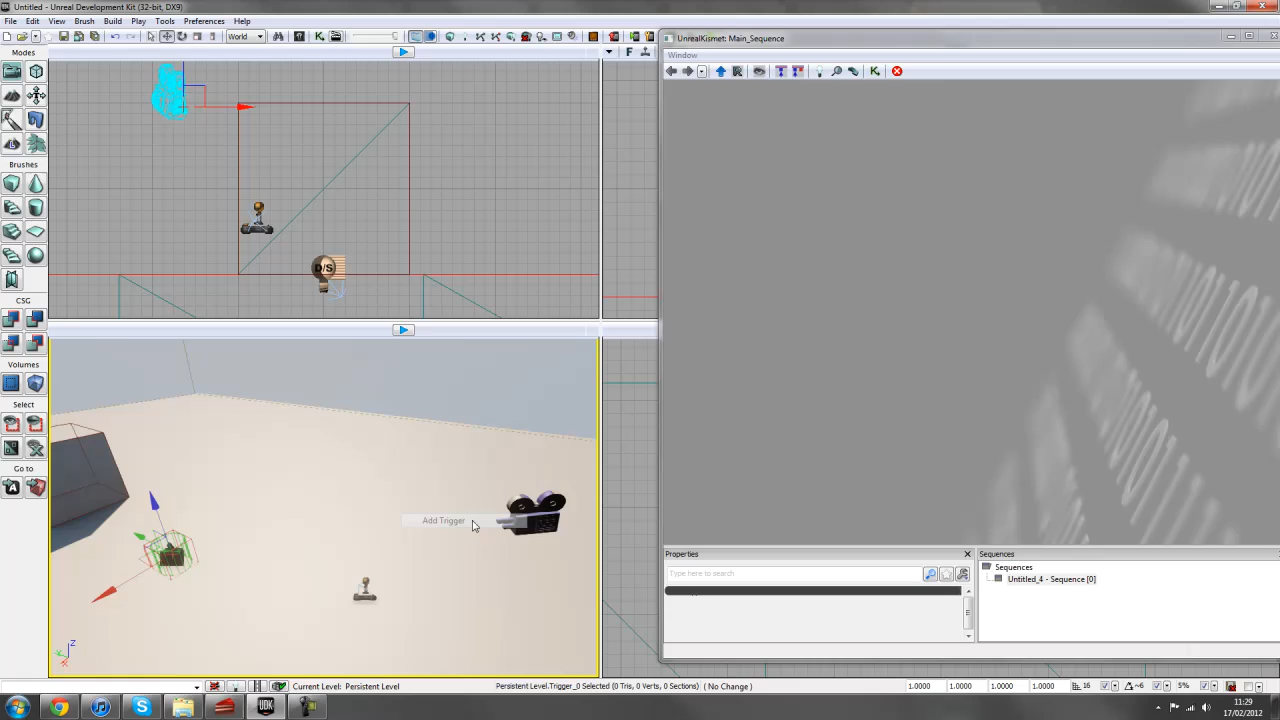 Untitled - Unreal Development Kit (32-bit, DX9)
File Edit View Brush Build Play Tools Preferences Help
World
UnrealKismet: Main_Sequence
Window
Modes
Brushes
CSG
Volumes
Select
Go to
F
D/S
Add Trigger
Z
Properties
Type here to search
Sequences
Sequences
Untitled_4 - Sequence [0]
Current Level: Persistent Level
Persistent Level.Trigger_0 Selected (0 Tris, 0 Verts, 0 Sections)
( No Change )
1.0000 1.0000 1.0000 1.0000
16
6
5%
UDK
11:29
17/02/2012